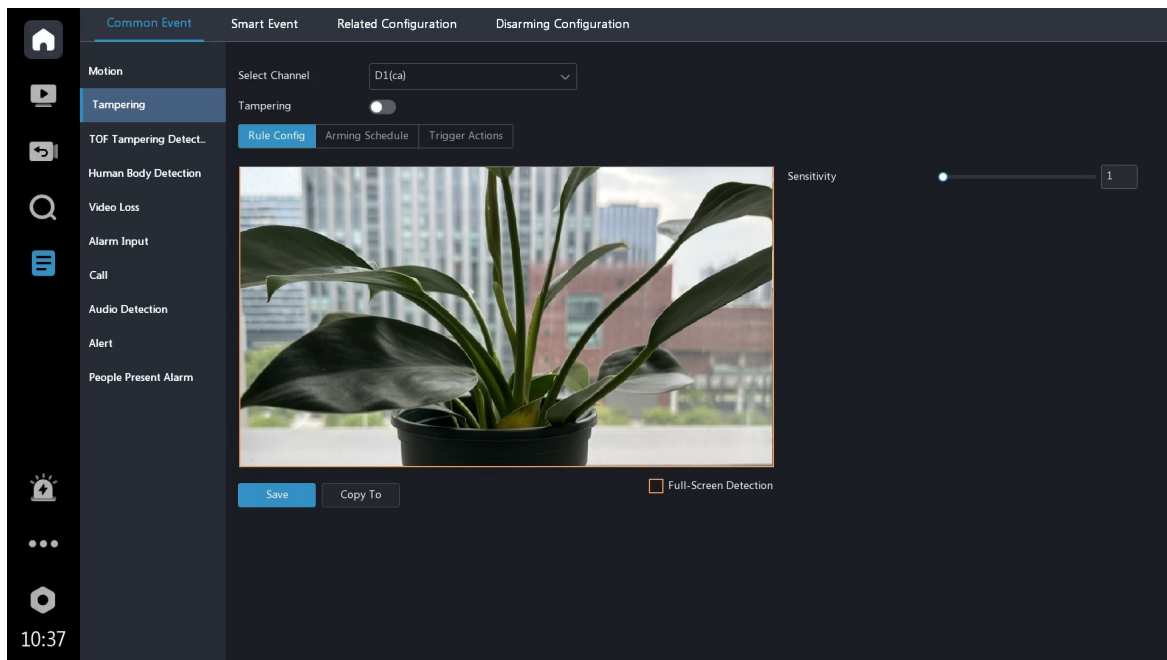 Common Event
Smart Event
Related Configuration
Disarming Configuration
Motion
Tampering
TOF Tampering Detect...
Human Body Detection
Video Loss
Alarm Input
Call
Audio Detection
Alert
People Present Alarm
10:37
Select Channel
D1(ca)
Tampering
Rule Config
Arming Schedule
Trigger Actions
Sensitivity
1
Full-Screen Detection
Save
Copy To